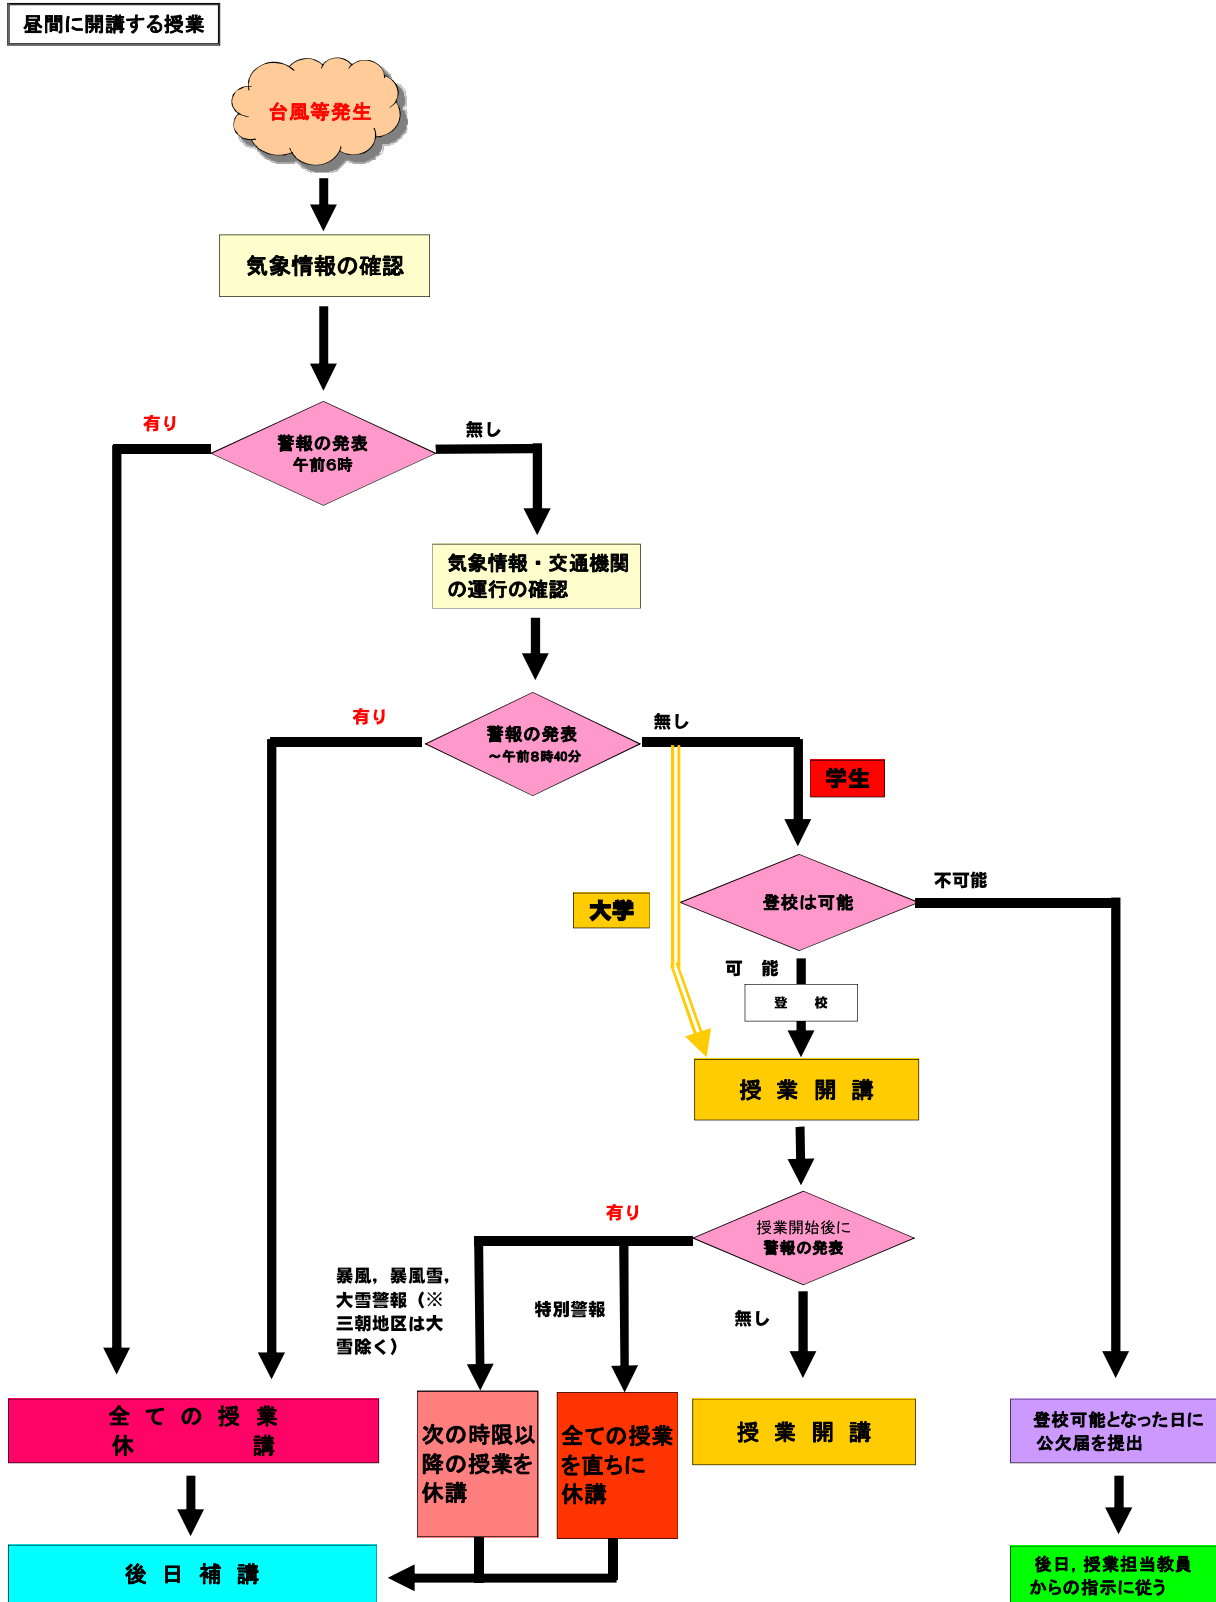 昼間に開講する授業
台風等発生
気象情報の確認
有り
警報の発表
午前6時
無し
気象情報・交通機関
の運行の確認
有り
警報の発表
～午前8時40分
無し
学生
大学
登校は可能
不可能
可　能
登　校
授 業 開 講
有り
授業開始後に
警報の発表
暴風，暴風雪，
大雪警報（※
三朝地区は大
雪除く）
特別警報
無し
全 て の 授 業
休　　　　　講
次の時限以
降の授業を
休講
全ての授業
を直ちに
休講
授 業 開 講
登校可能となった日に
公欠届を提出
後 日 補 講
後日，授業担当教員
からの指示に従う